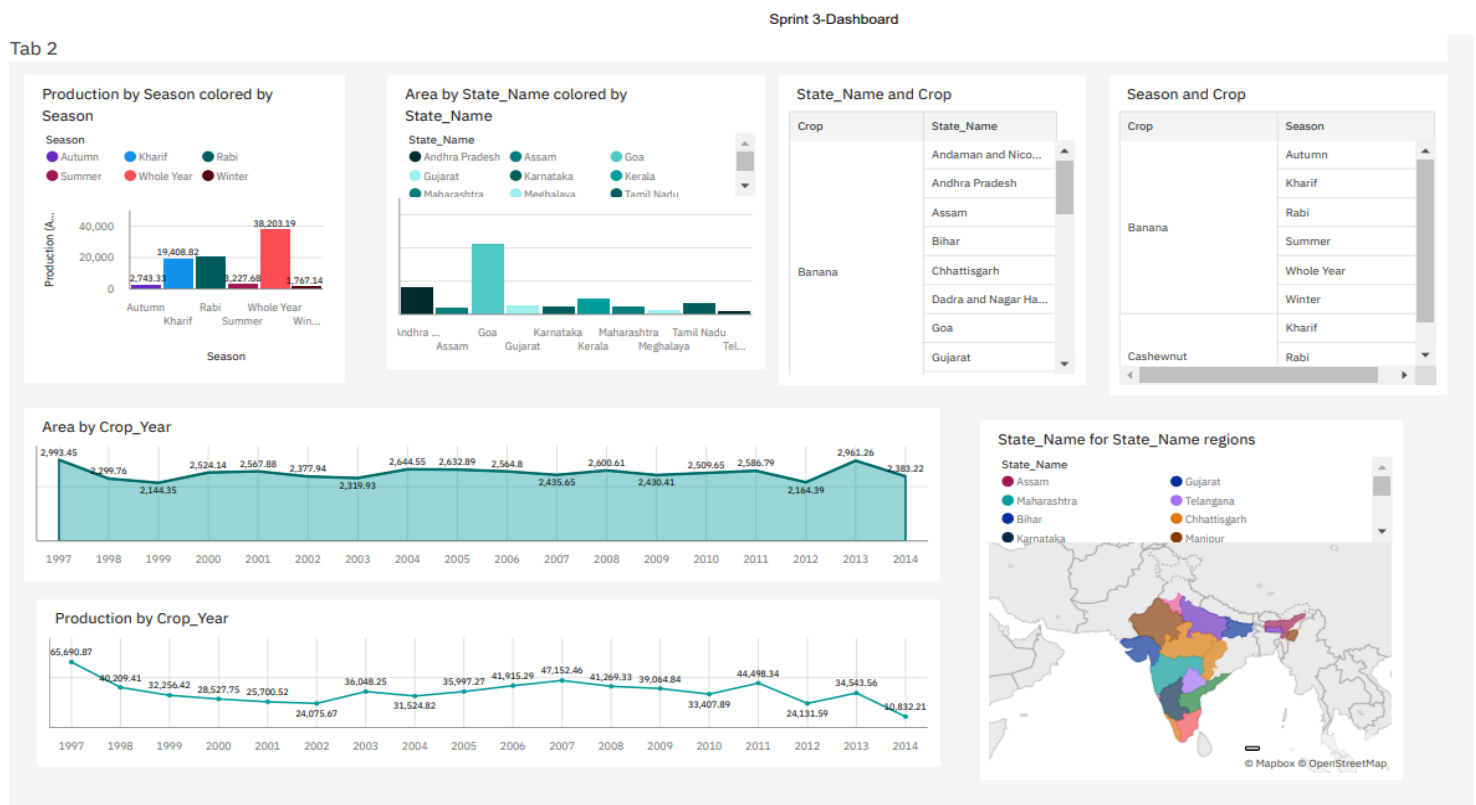 Sprint 3-Dashboard
Tab 2
Production by Season colored by
Season
Season
Autumn Kharif Rabi
Summer Whole Year Winter
Production (A...
40,000
20,000
0
2,743.33
19,408.82
3,227.68
38,203.19
1,767.14
Autumn Rabi Whole Year
Kharif Summer Win...
Season
Area by State_Name colored by
State_Name
State_Name
Andhra Pradesh Assam Goa
Gujarat Karnataka Kerala
Maharashtra Meghalaya Tamil Nadu
Andhra ... Goa Karnataka Maharashtra Tamil Nadu
Assam Gujarat Kerala Meghalaya Tel...
State_Name and Crop
Crop State_Name
Andaman and Nico...
Andhra Pradesh
Assam
Bihar
Banana Chhattisgarh
Dadra and Nagar Ha...
Goa
Gujarat
Season and Crop
Crop Season
Autumn
Kharif
Rabi
Banana
Summer
Whole Year
Winter
Kharif
Cashewnut Rabi
Area by Crop_Year
2,993.45 2,299.76 2,144.35 2,524.14 2,567.88 2,377.94 2,319.93 2,644.55 2,632.89 2,564.8 2,435.65 2,600.61 2,430.41 2,509.65 2,586.79 2,164.39 2,961.26 2,383.22
1997 1998 1999 2000 2001 2002 2003 2004 2005 2006 2007 2008 2009 2010 2011 2012 2013 2014
Production by Crop_Year
65,690.87 40,209.41 32,256.42 28,527.75 25,700.52 24,075.67 36,048.25 31,524.82 35,997.27 41,915.29 47,152.46 41,269.33 39,064.84 33,407.89 44,498.34 24,131.59 34,543.56 10,832.21
1997 1998 1999 2000 2001 2002 2003 2004 2005 2006 2007 2008 2009 2010 2011 2012 2013 2014
State_Name for State_Name regions
State_Name
Assam Gujarat
Maharashtra Telangana
Bihar Chhattisgarh
Karnataka Manipur
© Mapbox © OpenStreetMap